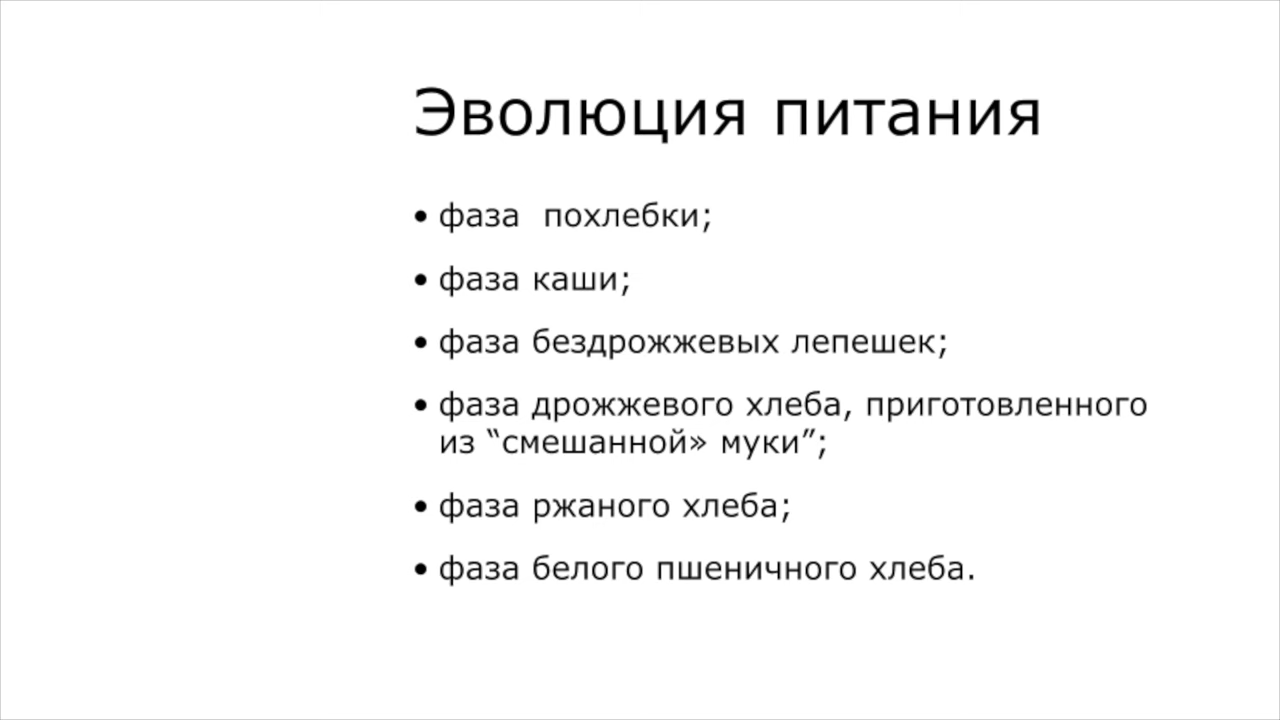 Эволюция питания
• фаза  похлебки;
• фаза каши;
• фаза бездрожжевых лепешек;
• фаза дрожжевого хлеба, приготовленного
из “смешанной» муки”;
• фаза ржаного хлеба;
• фаза белого пшеничного хлеба.